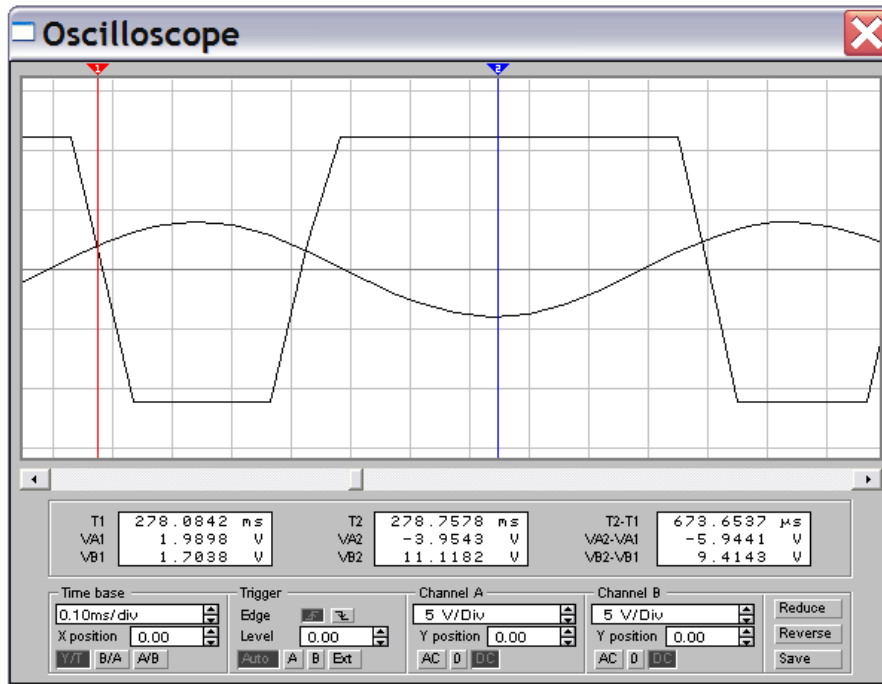 Oscilloscope
1 2
T1 278.0842 ms T2 278.7578 ms T2-T1 673.6537 µs
VA1 1.9898 V VA2 -3.9543 V VA2-VA1 -5.9441 V
VB1 1.7038 V VB2 11.1182 V VB2-VB1 9.4143 V
Time base Trigger Channel A Channel B
0.10ms/div Edge 5 V/Div 5 V/Div Reduce
X position 0.00 Level 0.00 Y position 0.00 Y position 0.00 Reverse
Y/T B/A A/B Auto A B Ext AC 0 DC AC 0 DC Save